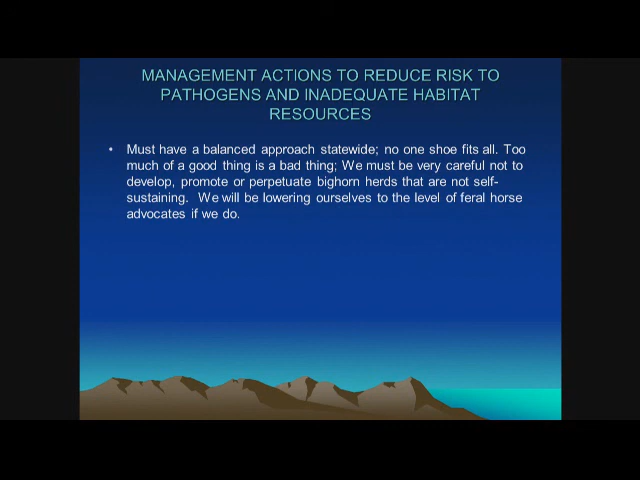 MANAGEMENT ACTIONS TO REDUCE RISK TO
PATHOGENS AND INADEQUATE HABITAT
RESOURCES
• Must have a balanced approach statewide; no one shoe fits all. Too
much of a good thing is a bad thing; We must be very careful not to
develop, promote or perpetuate bighorn herds that are not self-
sustaining. We will be lowering ourselves to the level of feral horse
advocates if we do.